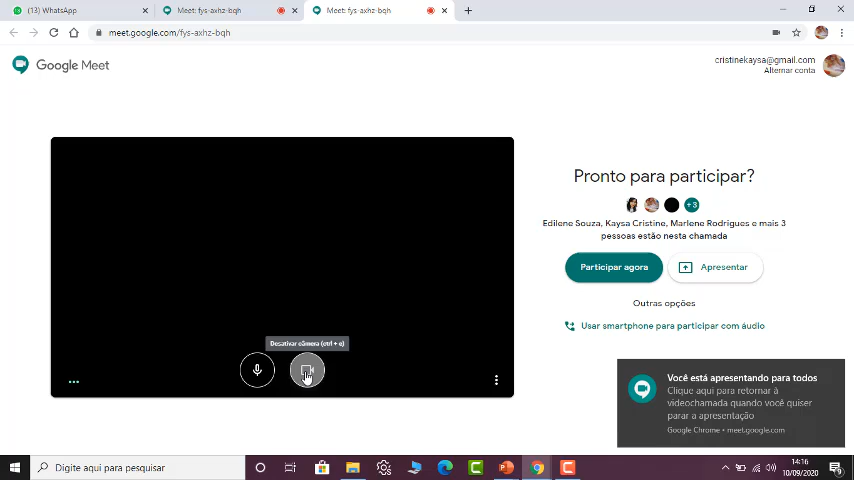 (13) WhatsApp
Meet: fys-axhz-bqh
Meet: fys-axhz-bqh
meet.google.com/fys-axhz-bqh
Google Meet
cristinekaysa@gmail.com
Alternar conta
Pronto para participar?
+3
Edilene Souza, Kaysa Cristine, Marlene Rodrigues e mais 3
pessoas estão nesta chamada
Participar agora
Apresentar
Outras opções
Usar smartphone para participar com áudio
Desativar câmera (ctrl + e)
Você está apresentando para todos
Clique aqui para retornar à
videochamada quando você quiser
parar a apresentação
Google Chrome • meet.google.com
Digite aqui para pesquisar
14:16
10/09/2020